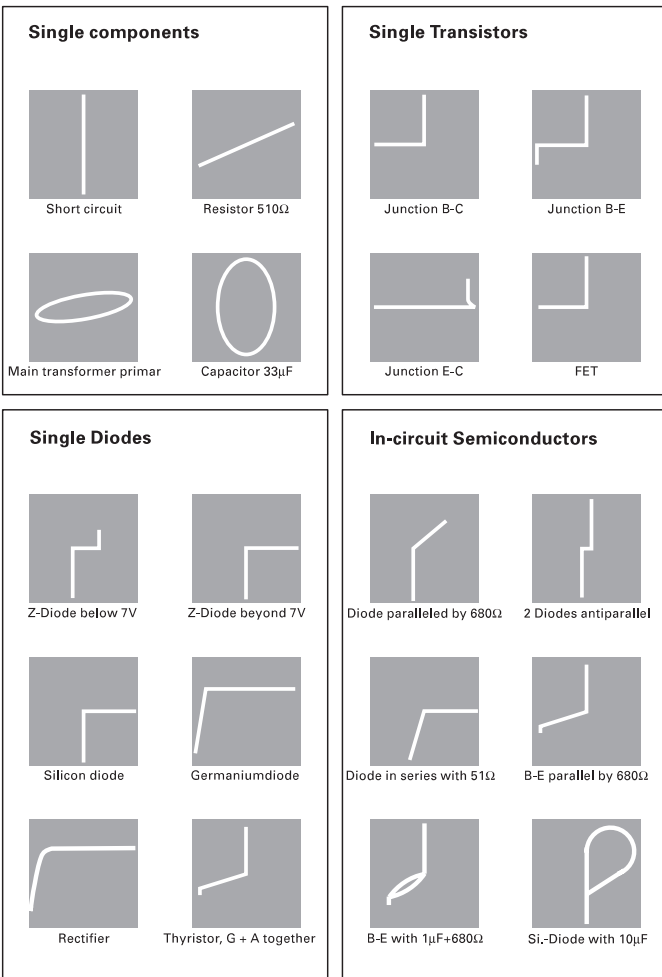 Single components
Short circuit
Resistor 510Ω
Main transformer primar
Capacitor 33µF
Single Transistors
Junction B-C
Junction B-E
Junction E-C
FET
Single Diodes
Z-Diode below 7V
Z-Diode beyond 7V
Silicon diode
Germaniumdiode
Rectifier
Thyristor, G + A together
In-circuit Semiconductors
Diode paralleled by 680Ω
2 Diodes antiparallel
Diode in series with 51Ω
B-E parallel by 680Ω
B-E with 1µF+680Ω
Si.-Diode with 10µF